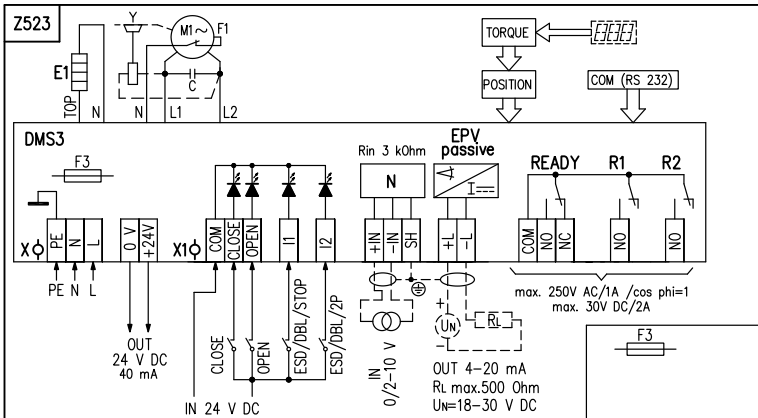 Z523
Y
M1~
F1
E1
C
TOP
N
N
L1
L2
TORQUE
POSITION
COM (RS 232)
DMS3
F3
Rin 3 kOhm
N
EPV
passive
I
READY
R1
R2
X
PE
N
L
0 V
+24V
X1
COM
CLOSE
OPEN
I1
I2
+IN
-IN
SH
+L
-L
COM
NO
NC
NO
NO
PE N L
OUT
24 V DC
40 mA
CLOSE
OPEN
ESD/DBL/STOP
ESD/DBL/2P
IN 24 V DC
IN
0/2-10 V
+
UN
-
RL
OUT 4-20 mA
RL max.500 Ohm
UN=18-30 V DC
max. 250V AC/1A /cos phi=1
max. 30V DC/2A
F3